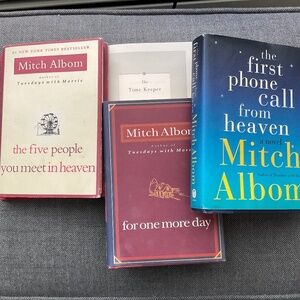 #1 NEW YORK TIMES BESTSELLER
Mitch Albom
author of
Tuesdays with Morrie
the five people
you meet in heaven
The
Time Keeper
Mitch Albom
author of
Tuesdays with Morrie
for one more day
the
first
phone
call
from
heaven
a novel
Mitch
Albom